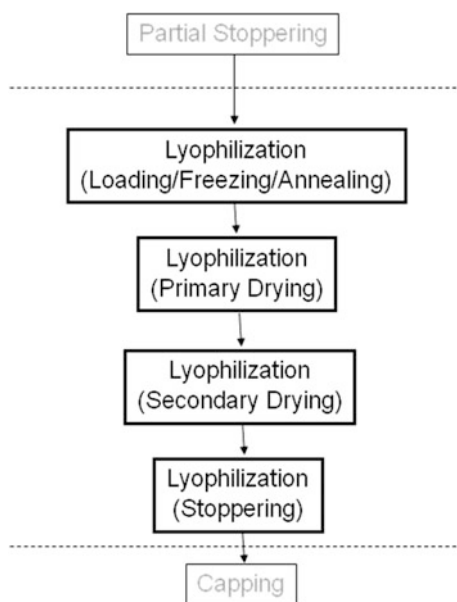 Partial Stoppering
Lyophilization
(Loading/Freezing/Annealing)
Lyophilization
(Primary Drying)
Lyophilization
(Secondary Drying)
Lyophilization
(Stoppering)
Capping